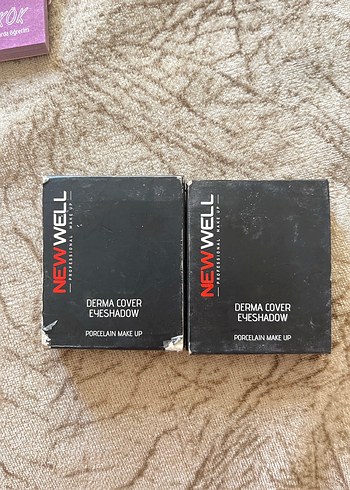 KÖK
NEWWELL
PROFESSIONAL MAKE UP
DERMA COVER
EYESHADOW
PORCELAIN MAKE UP
NEWWELL
PROFESSIONAL MAKE UP
DERMA COVER
EYESHADOW
PORCELAIN MAKE UP